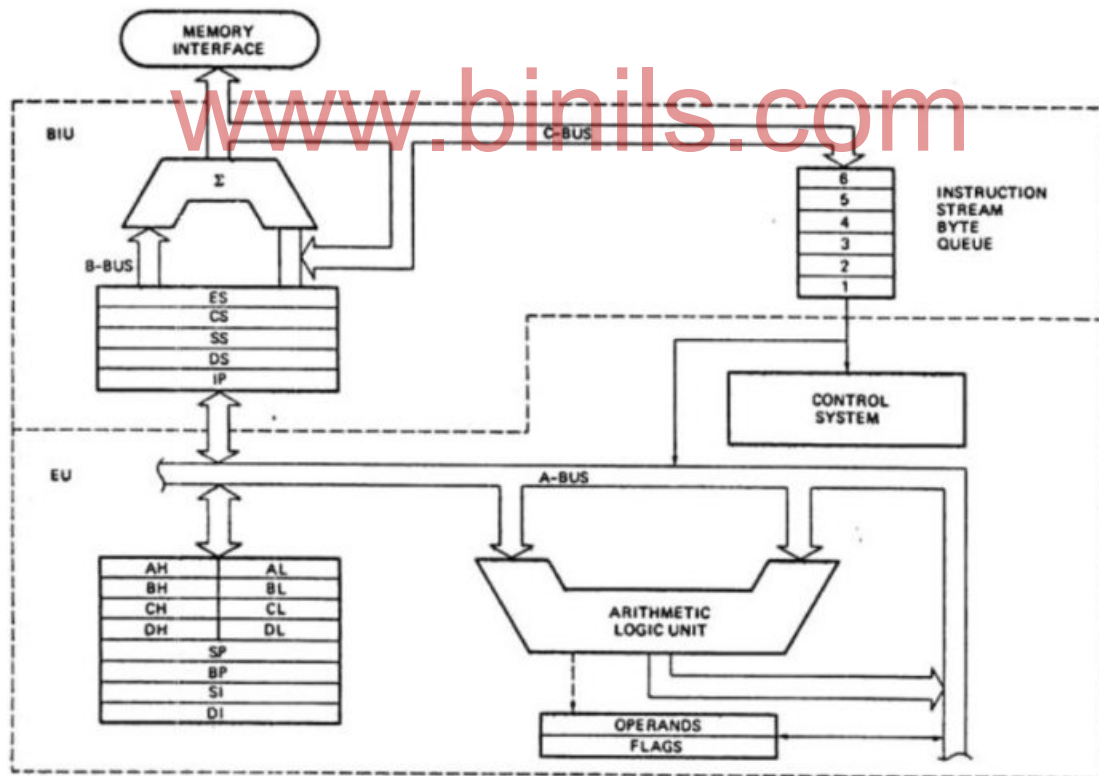 MEMORY
INTERFACE
www.binils.com
BIU
C-BUS
Σ
6
5
4
3
2
1
INSTRUCTION
STREAM
BYTE
QUEUE
B-BUS
ES
CS
SS
DS
IP
CONTROL
SYSTEM
EU
A-BUS
AH AL
BH BL
CH CL
DH DL
SP
BP
SI
DI
ARITHMETIC
LOGIC UNIT
OPERANDS
FLAGS